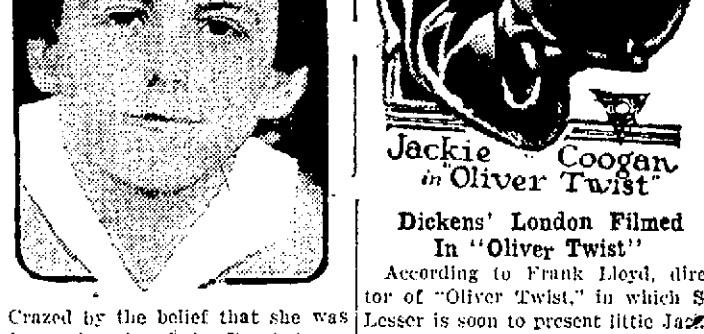 Crazed by the belief that she was
Jackie Coogan
in "Oliver Twist"
Dickens' London Filmed
In "Oliver Twist"
According to Frank Lloyd, direc
tor of "Oliver Twist," in which S
Lesser is soon to present little Jac